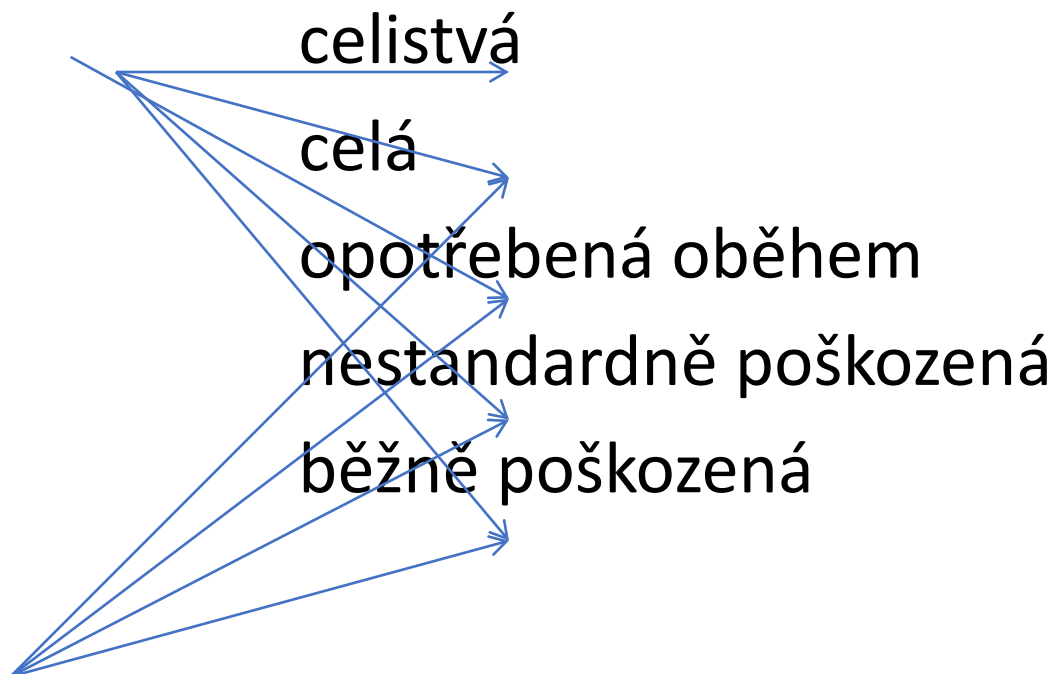 celistvá
celá
opotřebená oběhem
nestandardně poškozená
běžně poškozená